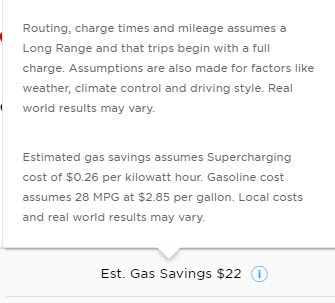 Routing, charge times and mileage assumes a
Long Range and that trips begin with a full
charge. Assumptions are also made for factors like
weather, climate control and driving style. Real
world results may vary.
Estimated gas savings assumes Supercharging
cost of $0.26 per kilowatt hour. Gasoline cost
assumes 28 MPG at $2.85 per gallon. Local costs
and real world results may vary.
Est. Gas Savings $22 i